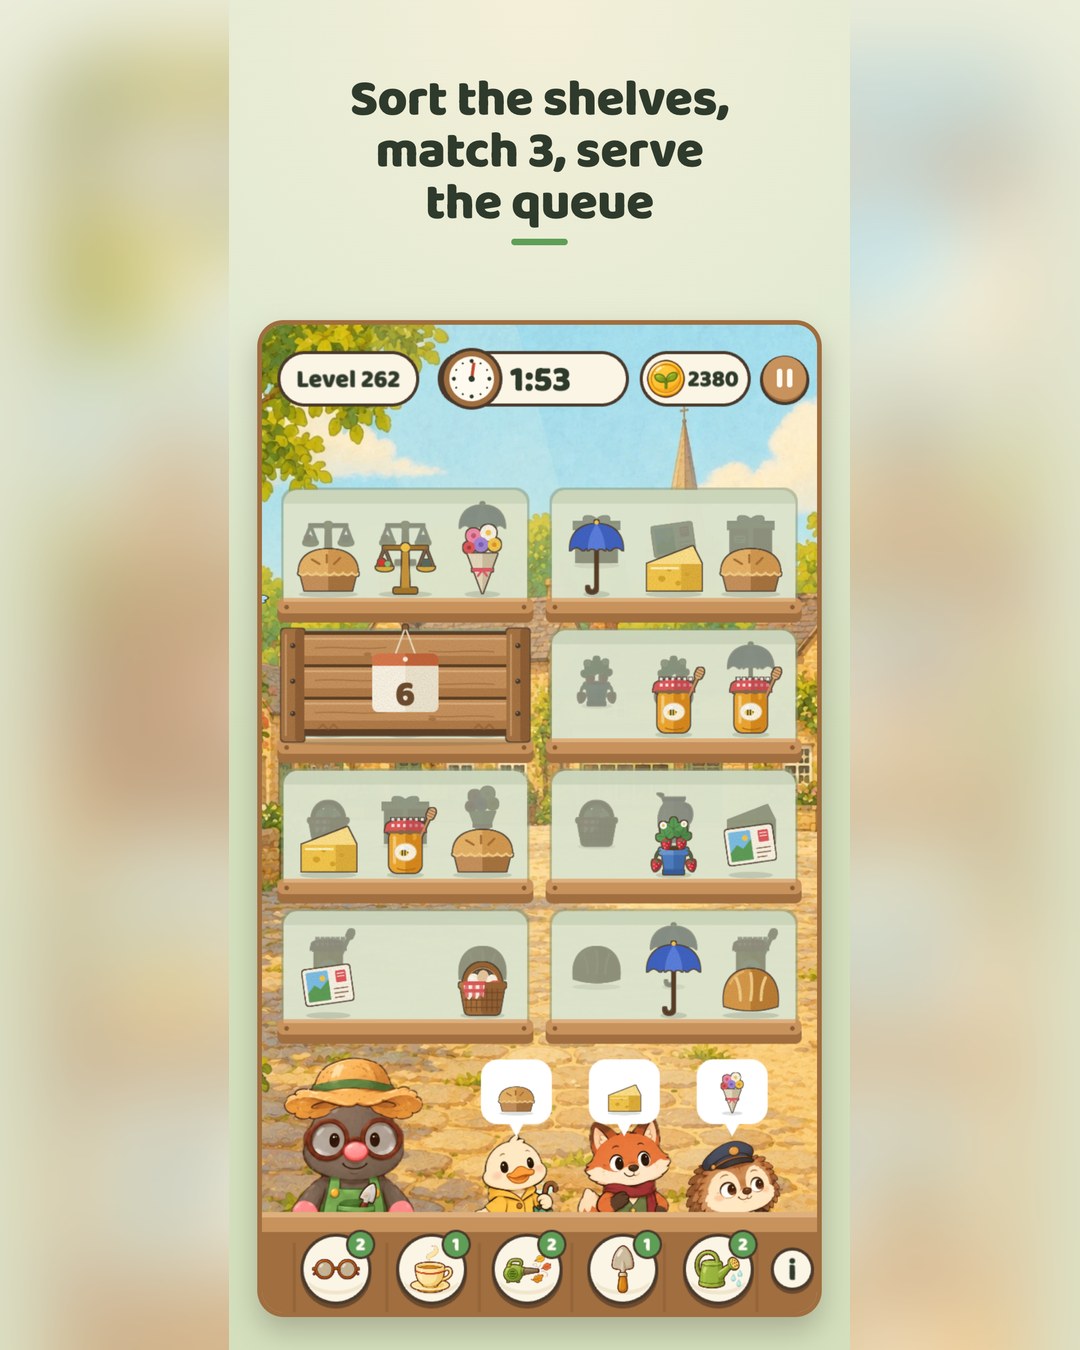 Sort the shelves,
match 3, serve
the queue
Level 262
1:53
2380
6
2
1
2
1
2
i